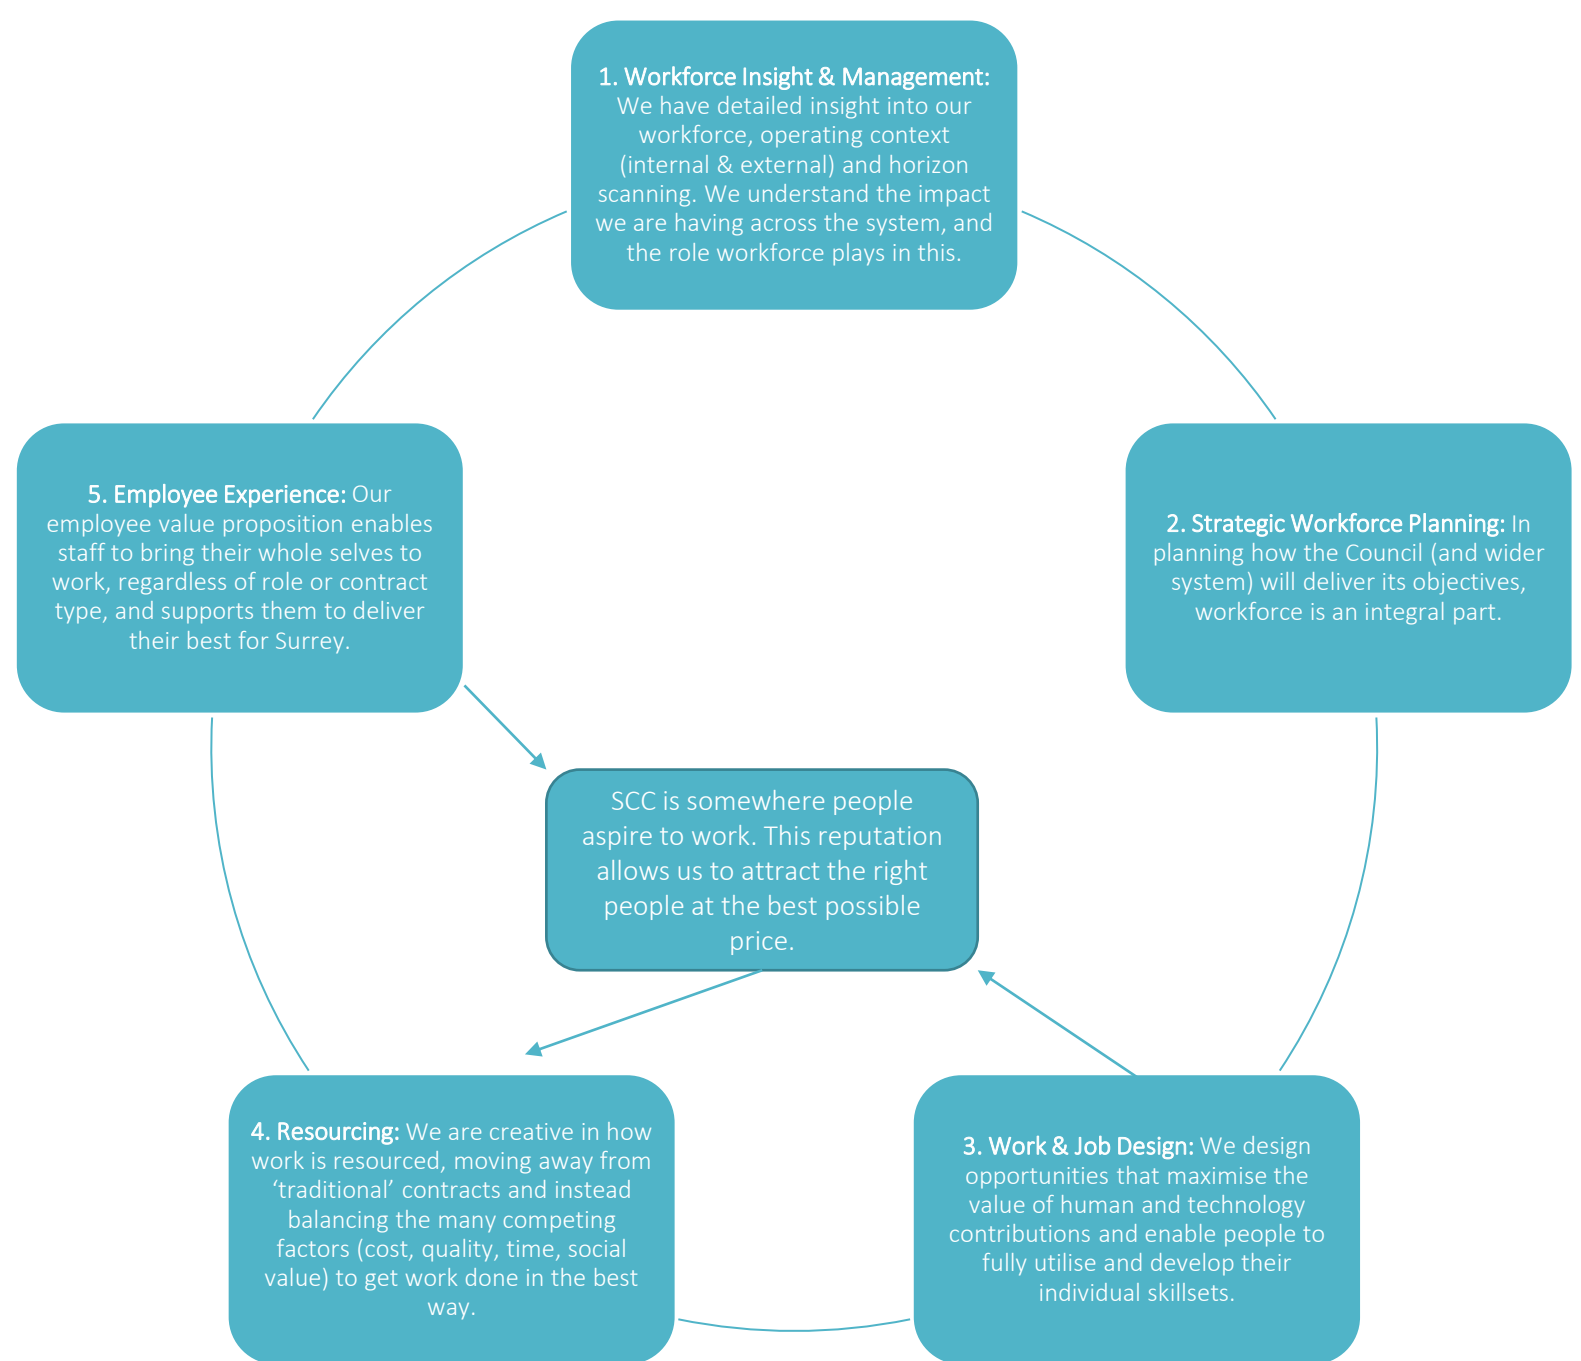 1. Workforce Insight & Management:
We have detailed insight into our
workforce, operating context
(internal & external) and horizon
scanning. We understand the impact
we are having across the system, and
the role workforce plays in this.
2. Strategic Workforce Planning: In
planning how the Council (and wider
system) will deliver its objectives,
workforce is an integral part.
3. Work & Job Design: We design
opportunities that maximise the
value of human and technology
contributions and enable people to
fully utilise and develop their
individual skillsets.
4. Resourcing: We are creative in how
work is resourced, moving away from
‘traditional’ contracts and instead
balancing the many competing
factors (cost, quality, time, social
value) to get work done in the best
way.
5. Employee Experience: Our
employee value proposition enables
staff to bring their whole selves to
work, regardless of role or contract
type, and supports them to deliver
their best for Surrey.
SCC is somewhere people
aspire to work. This reputation
allows us to attract the right
people at the best possible
price.